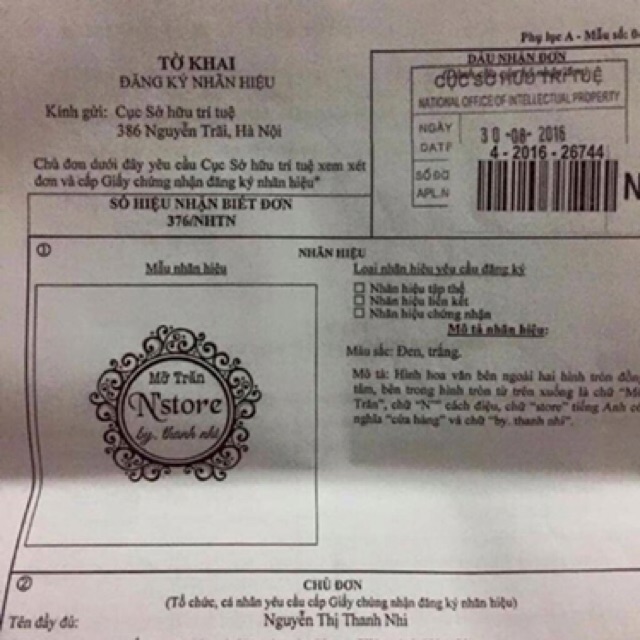 Phụ lục A - Mẫu số:
TỜ KHAI
ĐĂNG KÝ NHÃN HIỆU
Kính gửi: Cục Sở hữu trí tuệ
386 Nguyễn Trãi, Hà Nội
Chủ đơn dưới đây yêu cầu Cục Sở hữu trí tuệ xem xét
đơn và cấp Giấy chứng nhận đăng ký nhãn hiệu*
DẤU NHẬN ĐƠN
CỤC SỞ HỮU TRÍ TUỆ
NATIONAL OFFICE OF INTELLECTUAL PROPERTY
NGÀY
DATE
30-08-2016
4-2016-26744
SỐ ĐƠ
APL.N
N
SỐ HIỆU NHẬN BIẾT ĐƠN
376/NHTN
① NHÃN HIỆU
Mẫu nhãn hiệu
Mờ Trăn
N'store
by. thanh nhi
Loại nhãn hiệu yêu cầu đăng ký
Nhãn hiệu tập thể
Nhãn hiệu liên kết
Nhãn hiệu chứng nhận
Mô tả nhãn hiệu:
Màu sắc: Đen, trắng.
Mô tả: Hình hoa văn bên ngoài hai hình tròn đồn
tâm, bên trong hình tròn từ trên xuống là chữ "M
Trăn", chữ "N'" cách điệu, chữ "store" tiếng Anh c
nghĩa "cửa hàng" và chữ "by. thanh nhi".
② CHỦ ĐƠN
(Tổ chức, cá nhân yêu cầu cấp Giấy chứng nhận đăng ký nhãn hiệu)
Tên đầy đủ: Nguyễn Thị Thanh Nhi